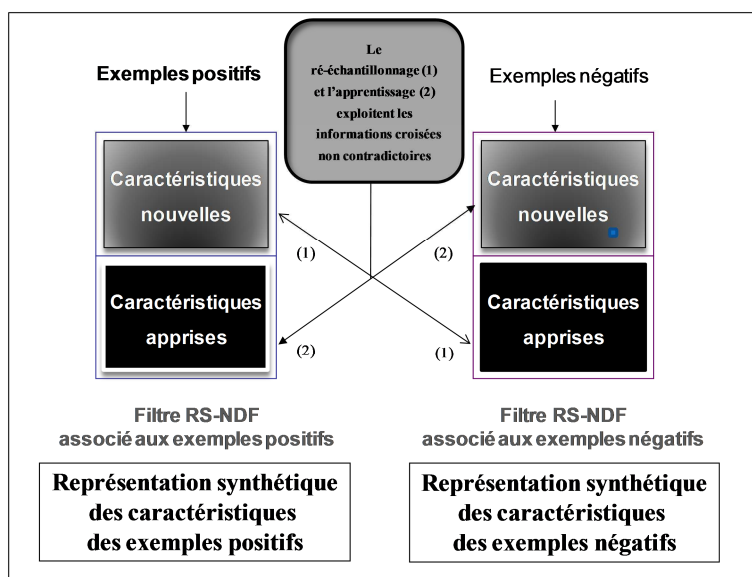 Le
ré-échantillonnage (1)
et l'apprentissage (2)
exploitent les
informations croisées
non contradictoires
Exemples positifs
Exemples négatifs
Caractéristiques
nouvelles
Caractéristiques
nouvelles
(1)
(2)
Caractéristiques
apprises
Caractéristiques
apprises
(2)
(1)
Filtre RS-NDF
associé aux exemples positifs
Filtre RS-NDF
associé aux exemples négatifs
Représentation synthétique
des caractéristiques
des exemples positifs
Représentation synthétique
des caractéristiques
des exemples négatifs